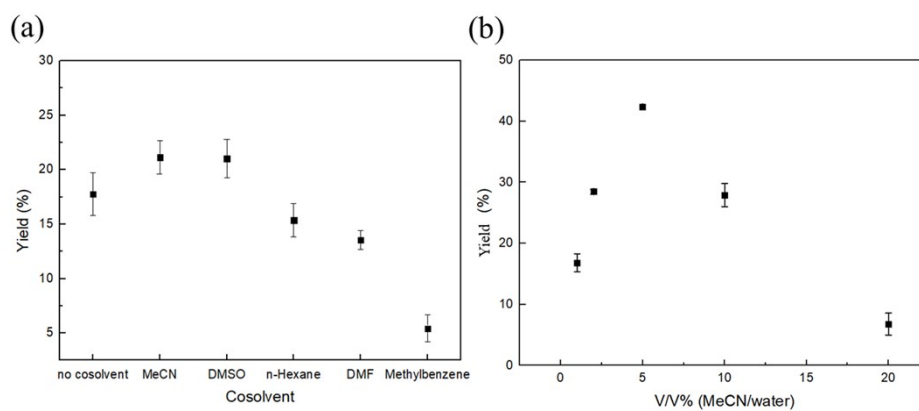 (a)
30
25
20
15
10
5
Yield (%)
no cosolvent MeCN DMSO n-Hexane DMF Methylbenzene
Cosolvent
(b)
50
40
30
20
10
0
Yield (%)
0 5 10 15 20
V/V% (MeCN/water)